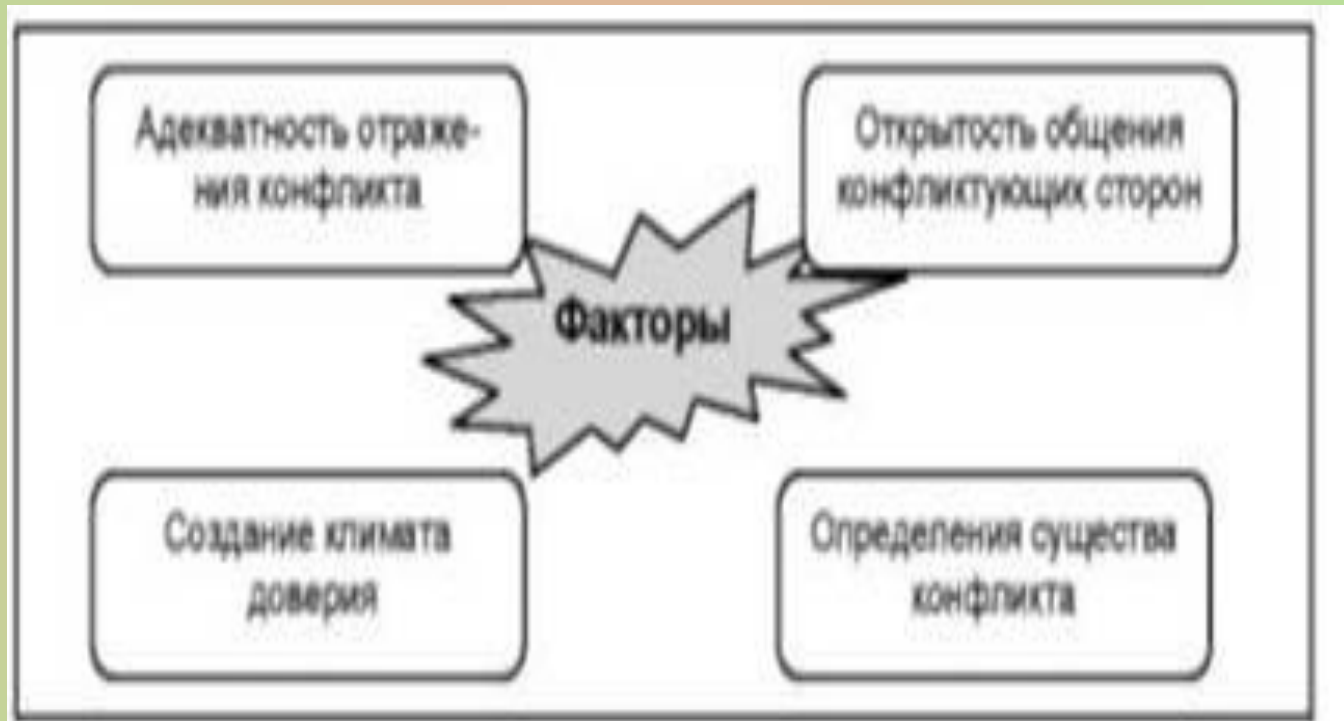 Адекватность отраже-
ния конфликта
Открытость общения
конфликтующих сторон
Факторы
Создание климата
доверия
Определения существа
конфликта